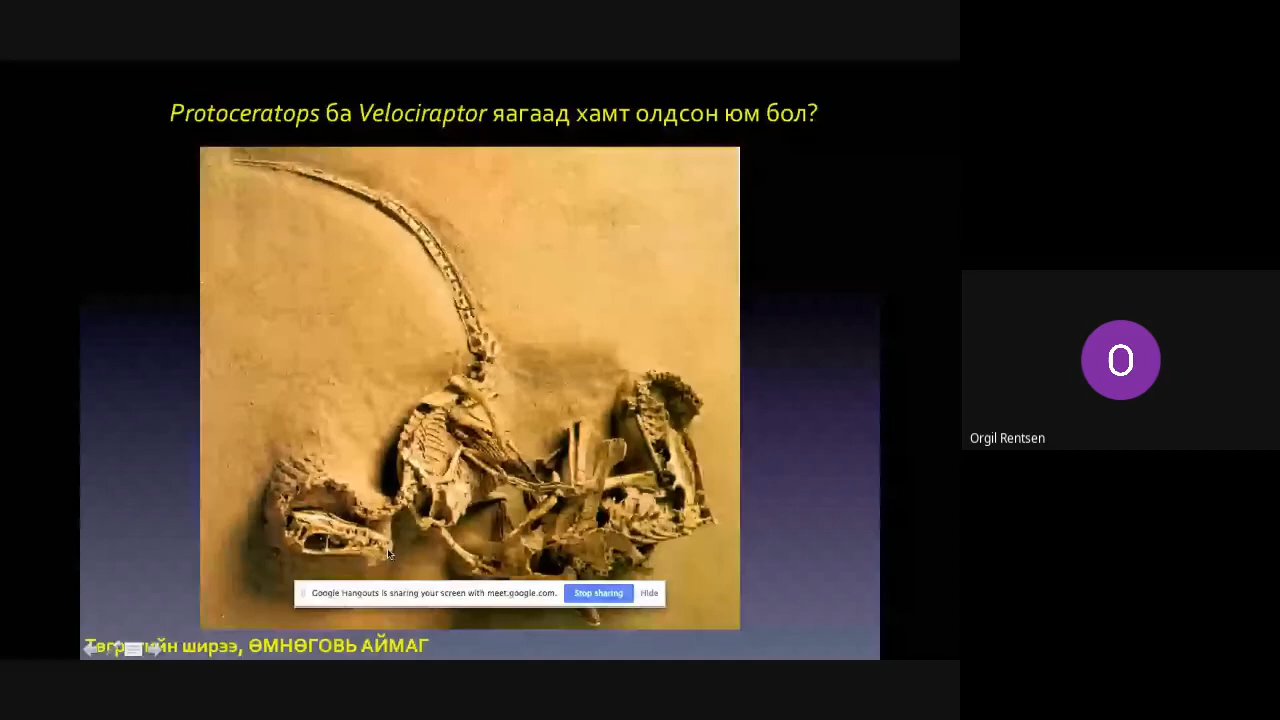 Protoceratops ба Velociraptor яагаад хамт олдсон юм бол?
O
Orgil Rentsen
Google Hangouts is sharing your screen with meet.google.com.
Stop sharing
Hide
ширээ, ӨМНӨГОВЬ АЙМАГ